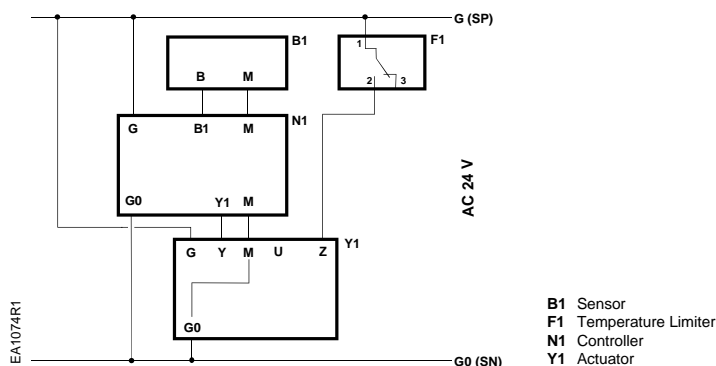 G (SP)
B1
F1
1
B M
2 3
N1
G B1 M
AC 24 V
G0 Y1 M
Y1
G Y M U Z
EA1074R1
G0
B1 Sensor
F1 Temperature Limiter
N1 Controller
Y1 Actuator
G0 (SN)